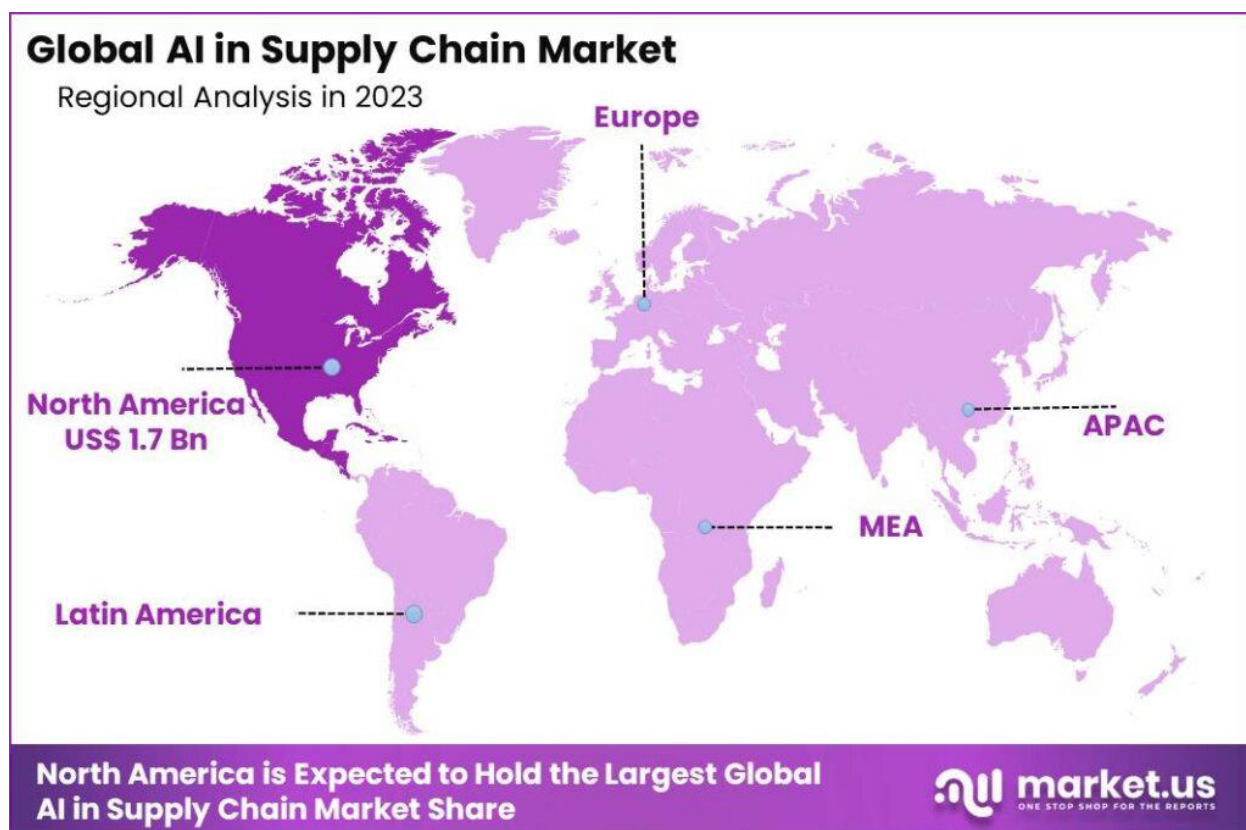 Global AI in Supply Chain Market
Regional Analysis in 2023
Europe
North America
US$ 1.7 Bn
APAC
MEA
Latin America
North America is Expected to Hold the Largest Global
AI in Supply Chain Market Share
market.us
ONE STOP SHOP FOR THE REPORTS